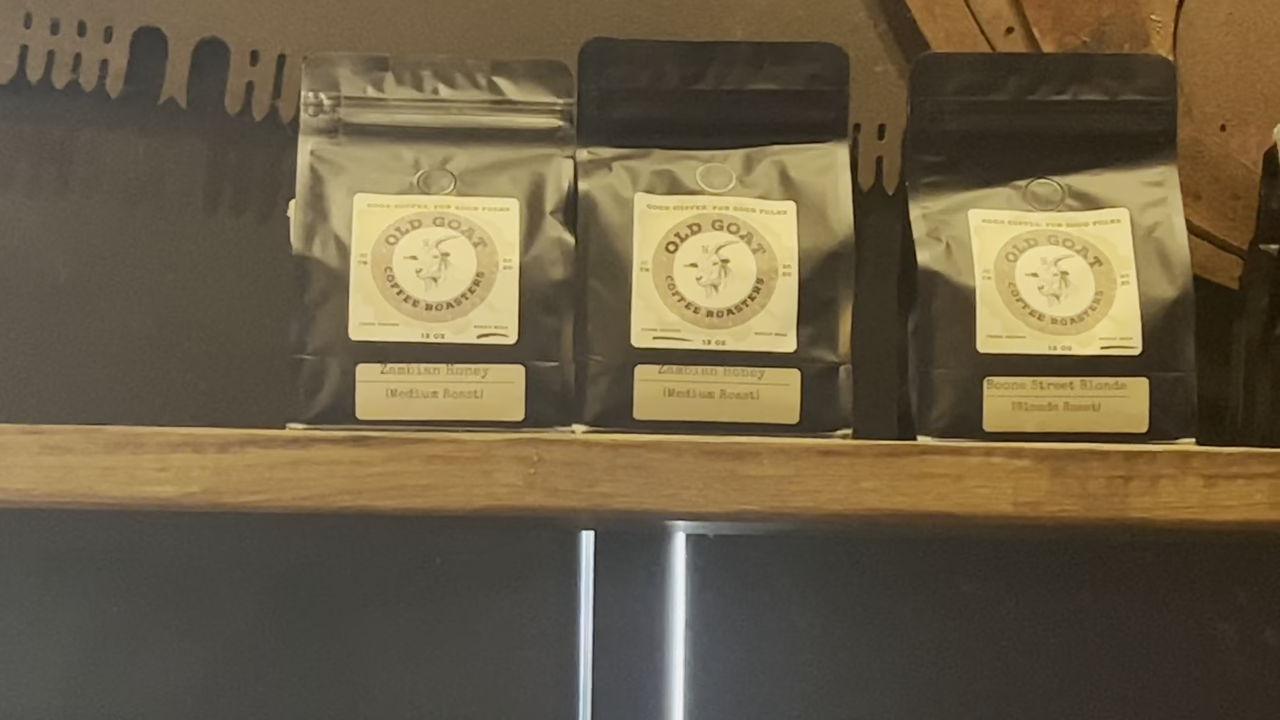 GOOD COFFEE. FOR GOOD FOLKS
OLD GOAT
COFFEE ROASTERS
12 OZ
Zambian Honey
(Medium Roast)
GOOD COFFEE. FOR GOOD FOLKS
OLD GOAT
COFFEE ROASTERS
12 OZ
Zambian Honey
(Medium Roast)
GOOD COFFEE. FOR GOOD FOLKS
OLD GOAT
COFFEE ROASTERS
12 OZ
Boone Street Blonde
(Blonde Roast)